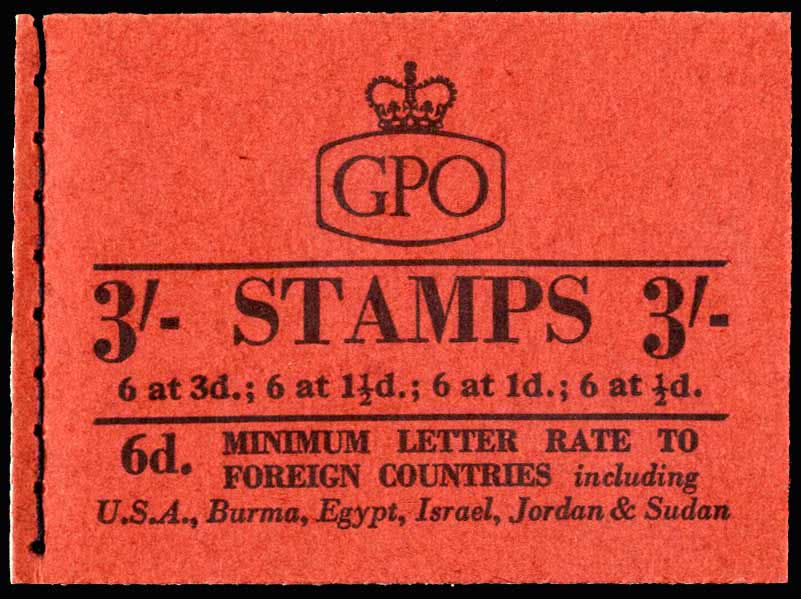 GPO
3/- STAMPS 3/-
6 at 3d.; 6 at 1½d.; 6 at 1d.; 6 at ½d.
6d. MINIMUM LETTER RATE TO
FOREIGN COUNTRIES including
U.S.A., Burma, Egypt, Israel, Jordan & Sudan